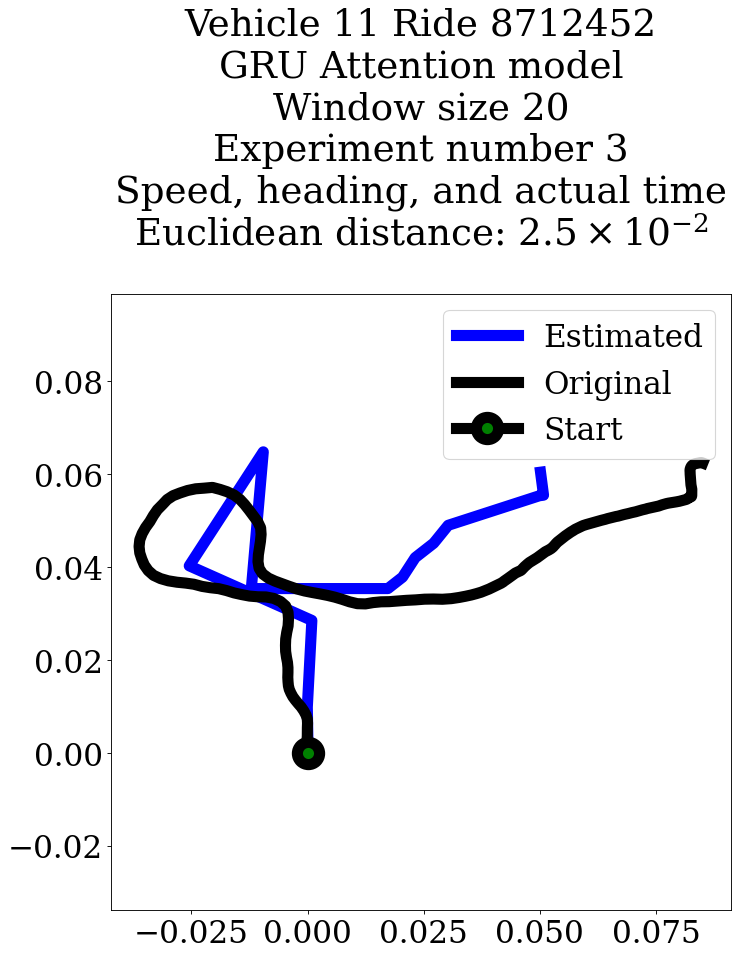 Vehicle 11 Ride 8712452
GRU Attention model
Window size 20
Experiment number 3
Speed, heading, and actual time
Euclidean distance: 2.5 × 10⁻²
Estimated
Original
Start
0.08
0.06
0.04
0.02
0.00
−0.02
−0.025 0.000 0.025 0.050 0.075